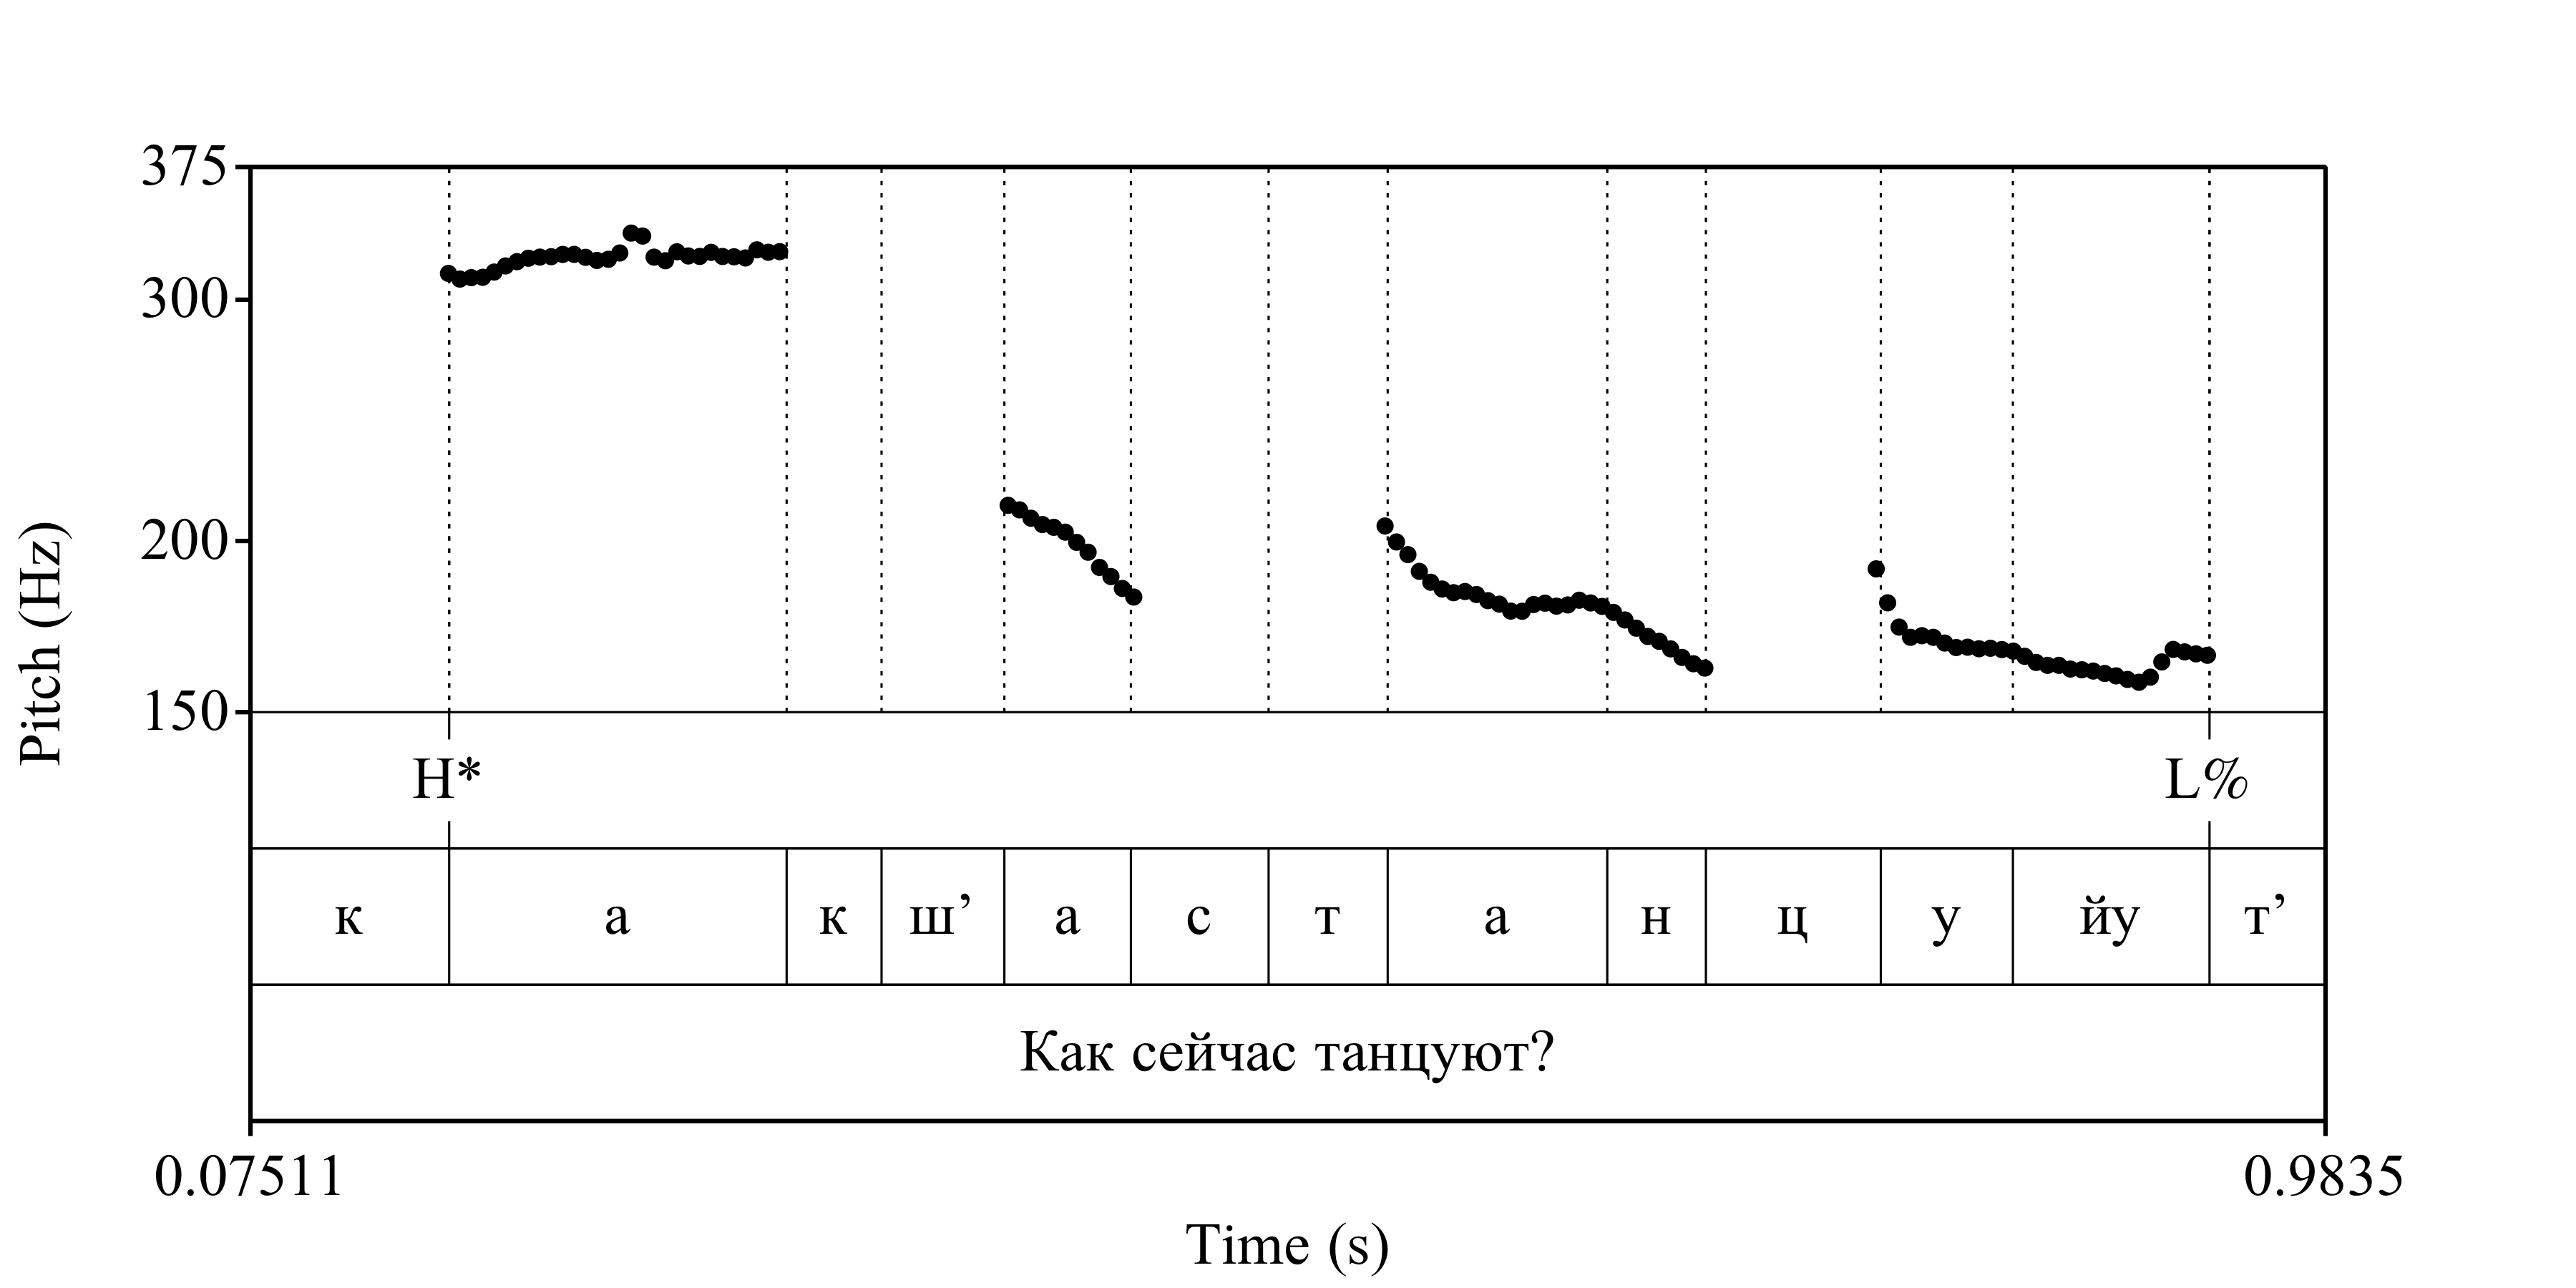 375
300
200
150
Pitch (Hz)
H* L%
к а к ш’ а с т а н ц у йу т’
Как сейчас танцуют?
0.07511 0.9835
Time (s)